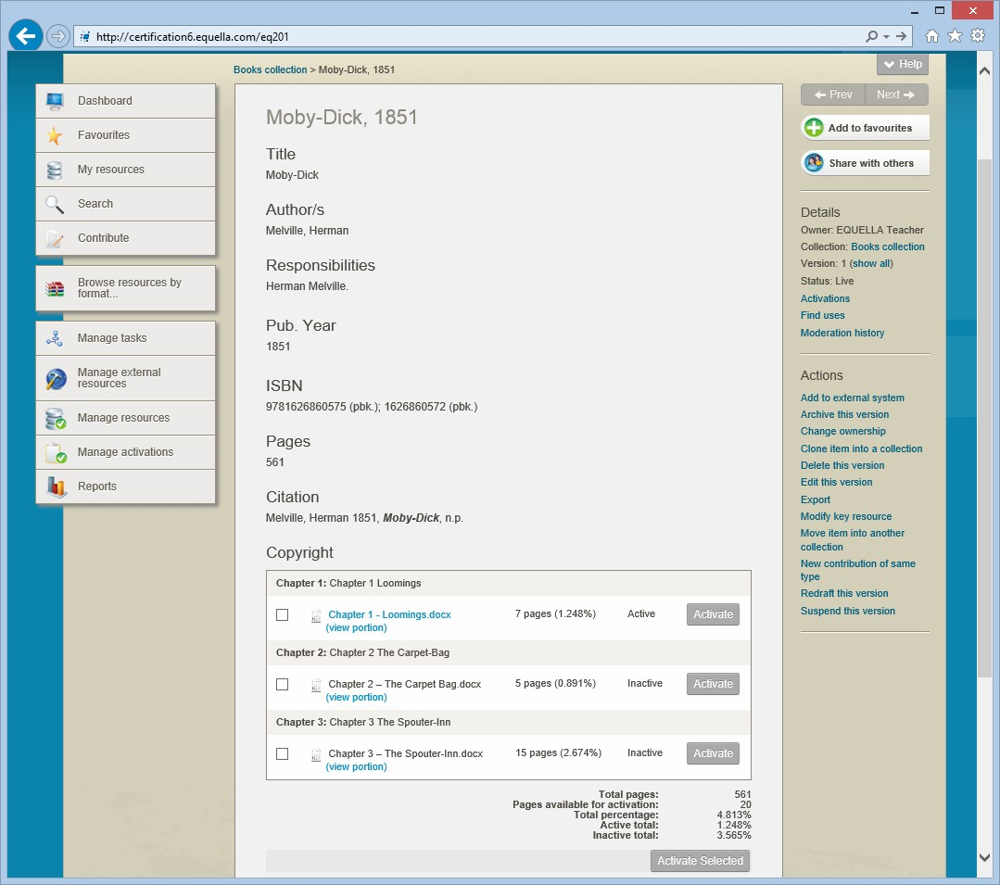 http://certification6.equella.com/eq201
Books collection > Moby-Dick, 1851
Help
Dashboard
Favourites
My resources
Search
Contribute
Browse resources by
format...
Manage tasks
Manage external
resources
Manage resources
Manage activations
Reports
Moby-Dick, 1851
Title
Moby-Dick
Author/s
Melville, Herman
Responsibilities
Herman Melville.
Pub. Year
1851
ISBN
9781626860575 (pbk.); 1626860572 (pbk.)
Pages
561
Citation
Melville, Herman 1851, Moby-Dick, n.p.
Copyright
Chapter 1: Chapter 1 Loomings
Chapter 1 - Loomings.docx 7 pages (1.248%) Active Activate
(view portion)
Chapter 2: Chapter 2 The Carpet-Bag
Chapter 2 – The Carpet Bag.docx 5 pages (0.891%) Inactive Activate
(view portion)
Chapter 3: Chapter 3 The Spouter-Inn
Chapter 3 – The Spouter-Inn.docx 15 pages (2.674%) Inactive Activate
(view portion)
Total pages: 561
Pages available for activation: 20
Total percentage: 4.813%
Active total: 1.248%
Inactive total: 3.565%
Activate Selected
Prev Next
Add to favourites
Share with others
Details
Owner: EQUELLA Teacher
Collection: Books collection
Version: 1 (show all)
Status: Live
Activations
Find uses
Moderation history
Actions
Add to external system
Archive this version
Change ownership
Clone item into a collection
Delete this version
Edit this version
Export
Modify key resource
Move item into another
collection
New contribution of same
type
Redraft this version
Suspend this version